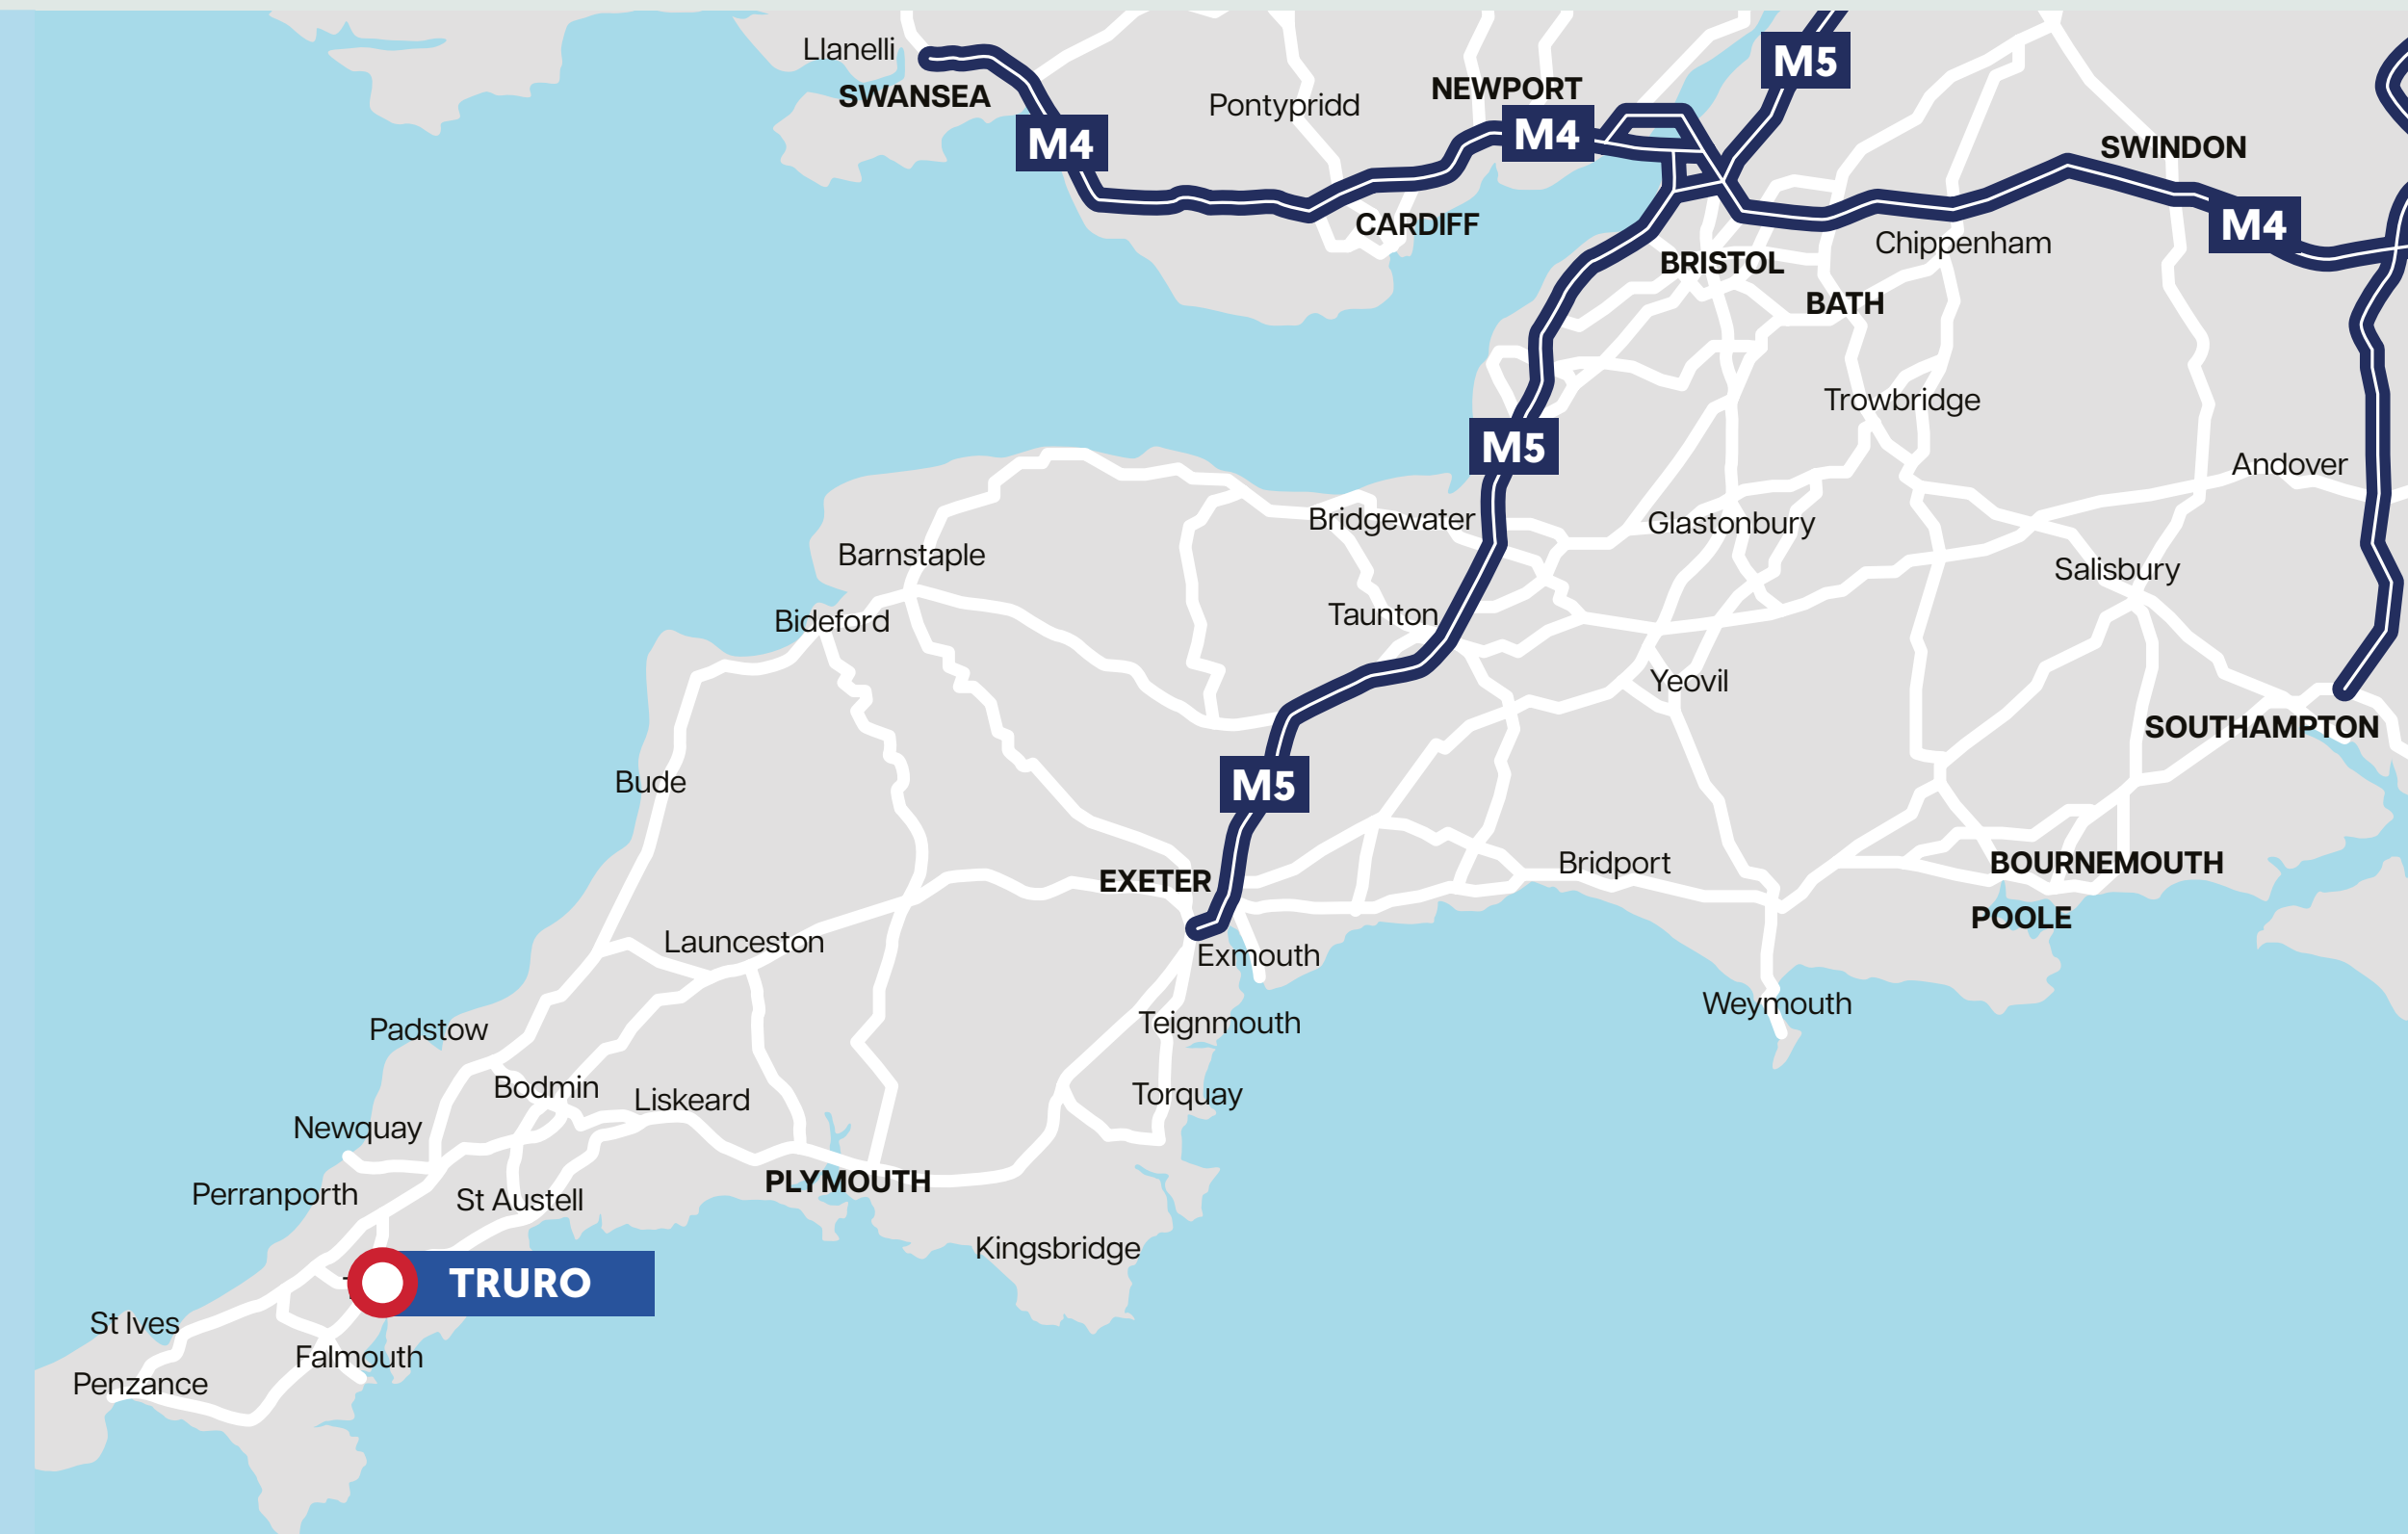 Llanelli
SWANSEA
M4
Pontypridd
NEWPORT
M4
M5
CARDIFF
SWINDON
M4
Chippenham
BRISTOL
BATH
Trowbridge
M5
Andover
Bridgewater
Glastonbury
Barnstaple
Salisbury
Bideford
Taunton
Yeovil
SOUTHAMPTON
Bude
M5
EXETER
Bridport
BOURNEMOUTH
POOLE
Launceston
Exmouth
Weymouth
Padstow
Teignmouth
Bodmin
Liskeard
Torquay
Newquay
PLYMOUTH
Perranporth
St Austell
Kingsbridge
TRURO
St Ives
Falmouth
Penzance